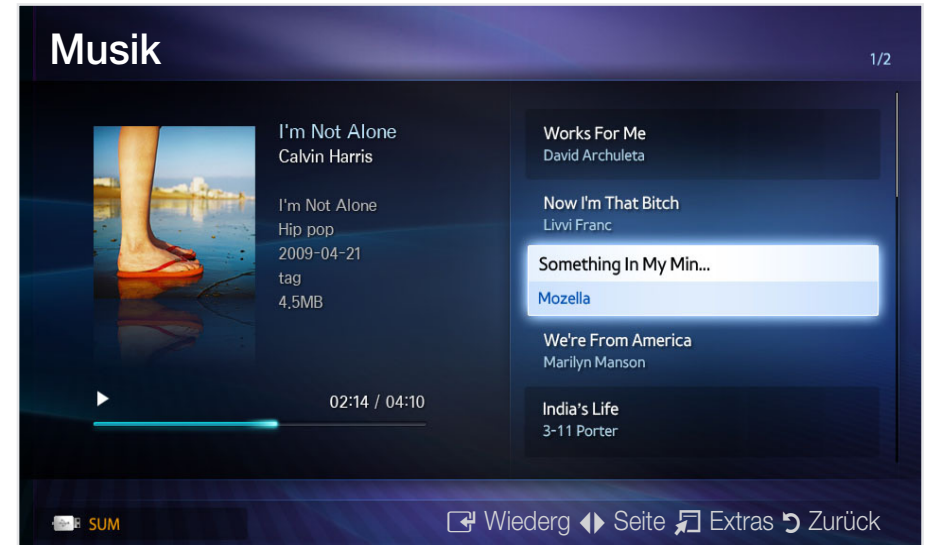 Musik
1/2
I'm Not Alone
Calvin Harris
I'm Not Alone
Hip pop
2009-04-21
tag
4,5MB
02:14 / 04:10
Works For Me
David Archuleta
Now I'm That Bitch
Livvi Franc
Something In My Min...
Mozella
We're From America
Marilyn Manson
India's Life
3-11 Porter
SUM
Wiederg Seite Extras Zurück